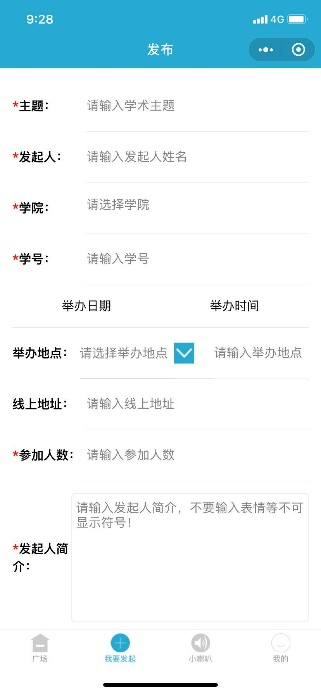 9:28
4G
发布
*主题：
请输入学术主题
*发起人：
请输入发起人姓名
*学院：
请选择学院
*学号：
请输入学号
举办日期 举办时间
举办地点： 请选择举办地点 请输入举办地点
线上地址： 请输入线上地址
*参加人数： 请输入参加人数
*发起人简
介：
请输入发起人简介，不要输入表情等不可
显示符号！
广场 我要发起 小喇叭 我的